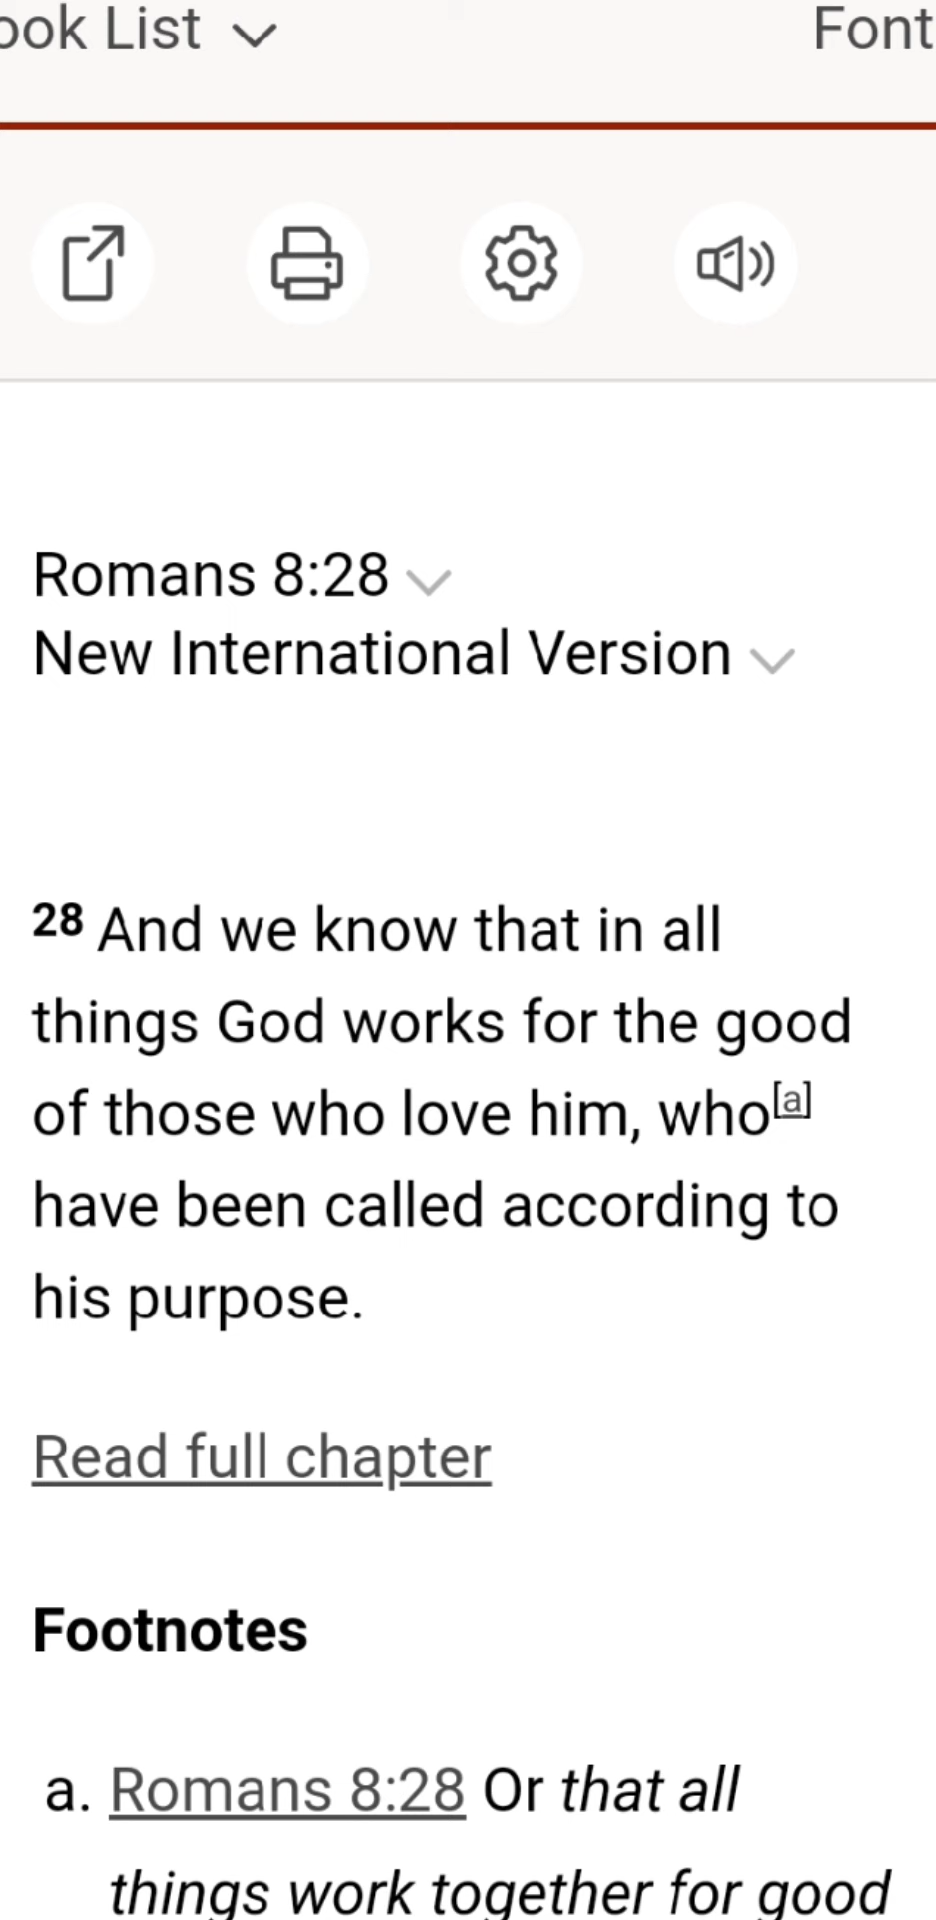 ook List
Font
Romans 8:28
New International Version
28 And we know that in all
things God works for the good
of those who love him, who[a]
have been called according to
his purpose.
Read full chapter
Footnotes
a. Romans 8:28 Or that all
things work together for good